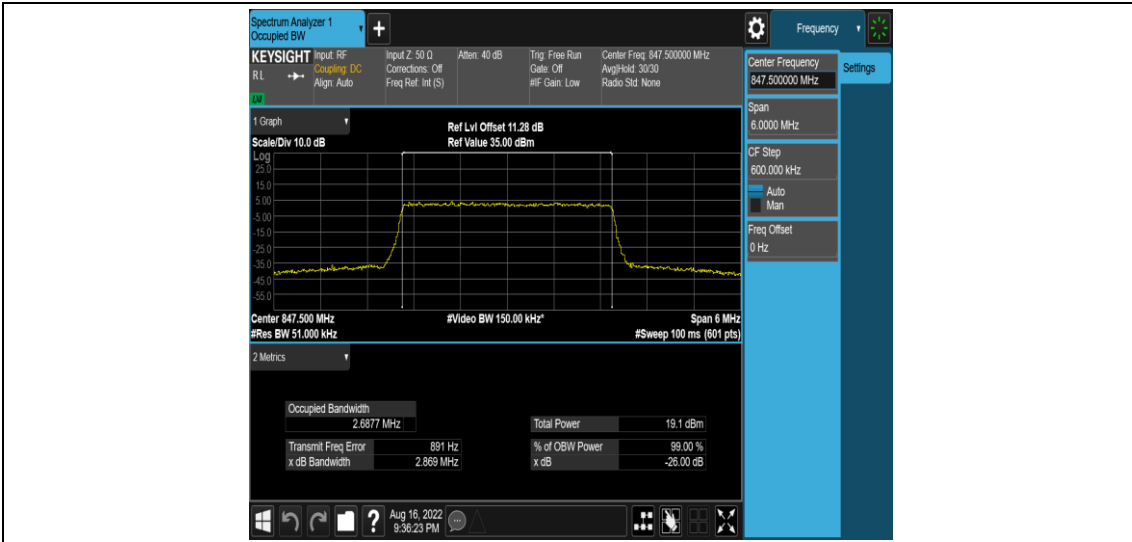 Spectrum Analyzer 1
Occupied BW
+
Frequency
KEYSIGHT Input: RF Input Z: 50 Ω Atten: 40 dB Trig: Free Run Center Freq: 847.500000 MHz
RL Coupling: DC Corrections: Off Gate: Off Avg|Hold: 30/30
Align: Auto Freq Ref: Int (S) #IF Gain: Low Radio Std: None
Center Frequency
847.500000 MHz
Settings
Span
6.0000 MHz
CF Step
600.000 kHz
Auto
Man
Freq Offset
0 Hz
1 Graph
Ref Lvl Offset 11.28 dB
Scale/Div 10.0 dB Ref Value 35.00 dBm
Log
25.0
15.0
5.00
-5.00
-15.0
-25.0
-35.0
-45.0
-55.0
Center 847.500 MHz #Video BW 150.00 kHz* Span 6 MHz
#Res BW 51.000 kHz #Sweep 100 ms (601 pts)
2 Metrics
Occupied Bandwidth
2.6877 MHz
Total Power 19.1 dBm
Transmit Freq Error 891 Hz % of OBW Power 99.00 %
x dB Bandwidth 2.869 MHz x dB -26.00 dB
?
Aug 16, 2022
9:36:23 PM